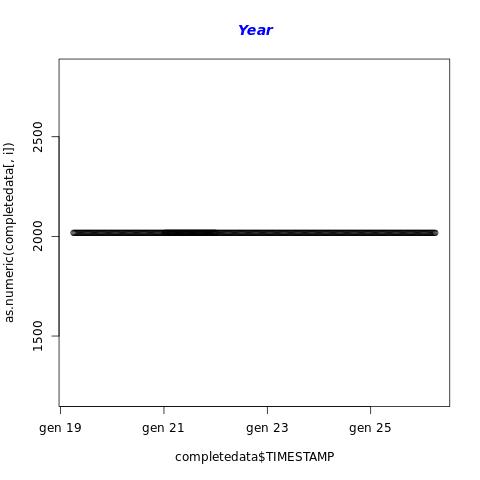 Year
as.numeric(completedata[, i])
2500
2000
1500
gen 19
gen 21
gen 23
gen 25
completedata$TIMESTAMP